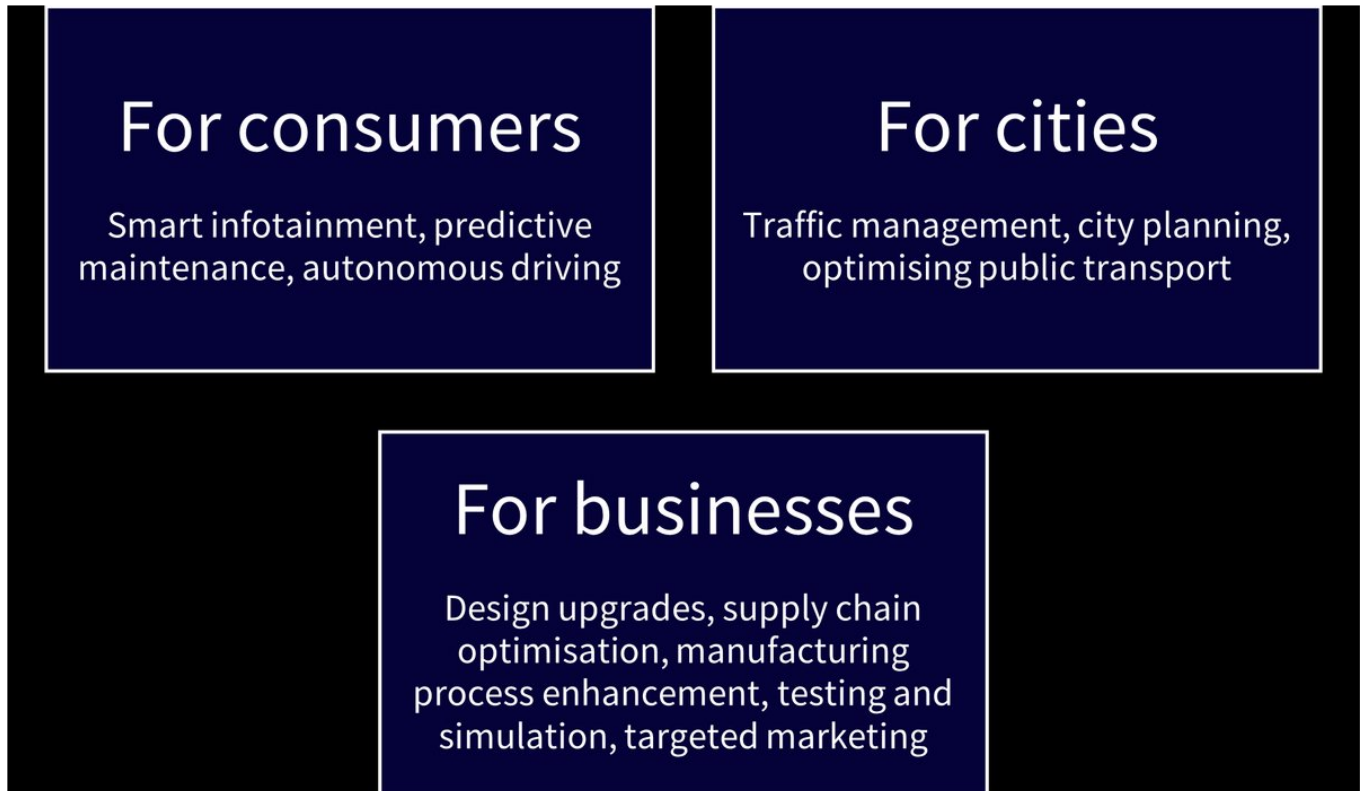 For consumers
Smart infotainment, predictive
maintenance, autonomous driving
For cities
Traffic management, city planning,
optimising public transport
For businesses
Design upgrades, supply chain
optimisation, manufacturing
process enhancement, testing and
simulation, targeted marketing